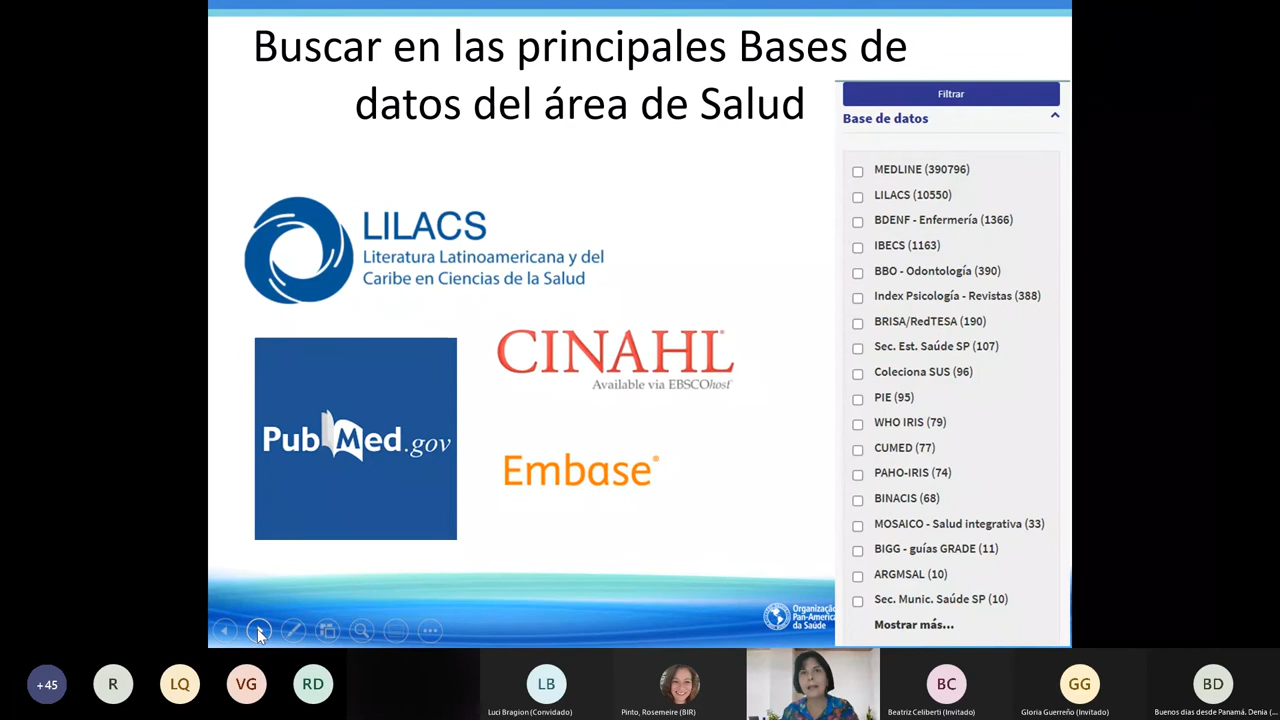 Buscar en las principales Bases de
datos del área de Salud
Filtrar
Base de datos
MEDLINE (390796)
LILACS (10550)
BDENF - Enfermería (1366)
IBECS (1163)
BBO - Odontología (390)
Index Psicología - Revistas (388)
BRISA/RedTESA (190)
Sec. Est. Saúde SP (107)
Coleciona SUS (96)
PIE (95)
WHO IRIS (79)
CUMED (77)
PAHO-IRIS (74)
BINACIS (68)
MOSAICO - Salud integrativa (33)
BIGG - guías GRADE (11)
ARGMSAL (10)
Sec. Munic. Saúde SP (10)
Mostrar más...
LILACS
Literatura Latinoamericana y del
Caribe en Ciencias de la Salud
CINAHL
Available via EBSCOhost
PubMed.gov
Embase®
Organização
Pan-America
da Saúde
+45
R
LQ
VG
RD
LB
Luci Bragion (Convidado)
Pinto, Rosemeire (BIR)
BC
Beatriz Celiberti (Invitado)
GG
Gloria Guerreño (Invitado)
BD
Buenos dias desde Panamá. Denia (...